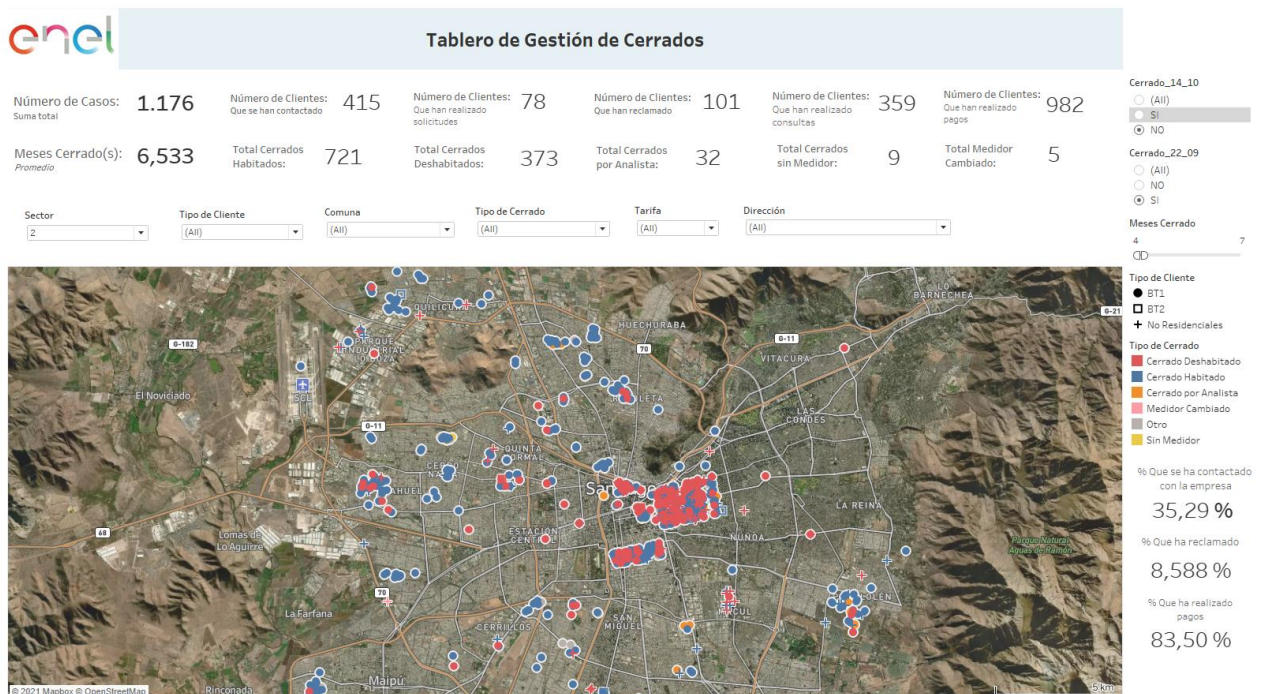 enel
Tablero de Gestión de Cerrados
Número de Casos:
Suma total
1.176
Número de Clientes:
Que se han contactado
415
Número de Clientes:
Que han realizado
solicitudes
78
Número de Clientes:
Que han reclamado
101
Número de Clientes:
Que han realizado
consultas
359
Número de Clientes:
Que han realizado
pagos
982
Meses Cerrado(s):
Promedio
6,533
Total Cerrados
Habitados:
721
Total Cerrados
Deshabitados:
373
Total Cerrados
por Analista:
32
Total Cerrados
sin Medidor:
9
Total Medidor
Cambiado:
5
Sector
2
Tipo de Cliente
(All)
Comuna
(All)
Tipo de Cerrado
(All)
Tarifa
(All)
Dirección
(All)
Cerrado_14_10
(All)
SI
NO
Cerrado_22_09
(All)
NO
SI
Meses Cerrado
4 7
Tipo de Cliente
BT1
BT2
No Residenciales
Tipo de Cerrado
Cerrado Deshabitado
Cerrado Habitado
Cerrado por Analista
Medidor Cambiado
Otro
Sin Medidor
% Que se ha contactado
con la empresa
35,29 %
% Que ha reclamado
8,588 %
% Que ha realizado
pagos
83,50 %
LO
BARNECHEA
G-21
HUECHURABA
G-182
70
G-11
VITACURA
El Noviciado
SCL
G-11
LAS
CONDES
LA REINA
68
Lomas de
Lo Aguirre
ESTACIÓN
CENTRAL
ÑUÑOA
Parque Natural
Aguas de Ramón
70
La Farfana
CERRILLOS
SAN
MIGUEL
Maipú
Rinconada
© 2021 Mapbox © OpenStreetMap
5 km